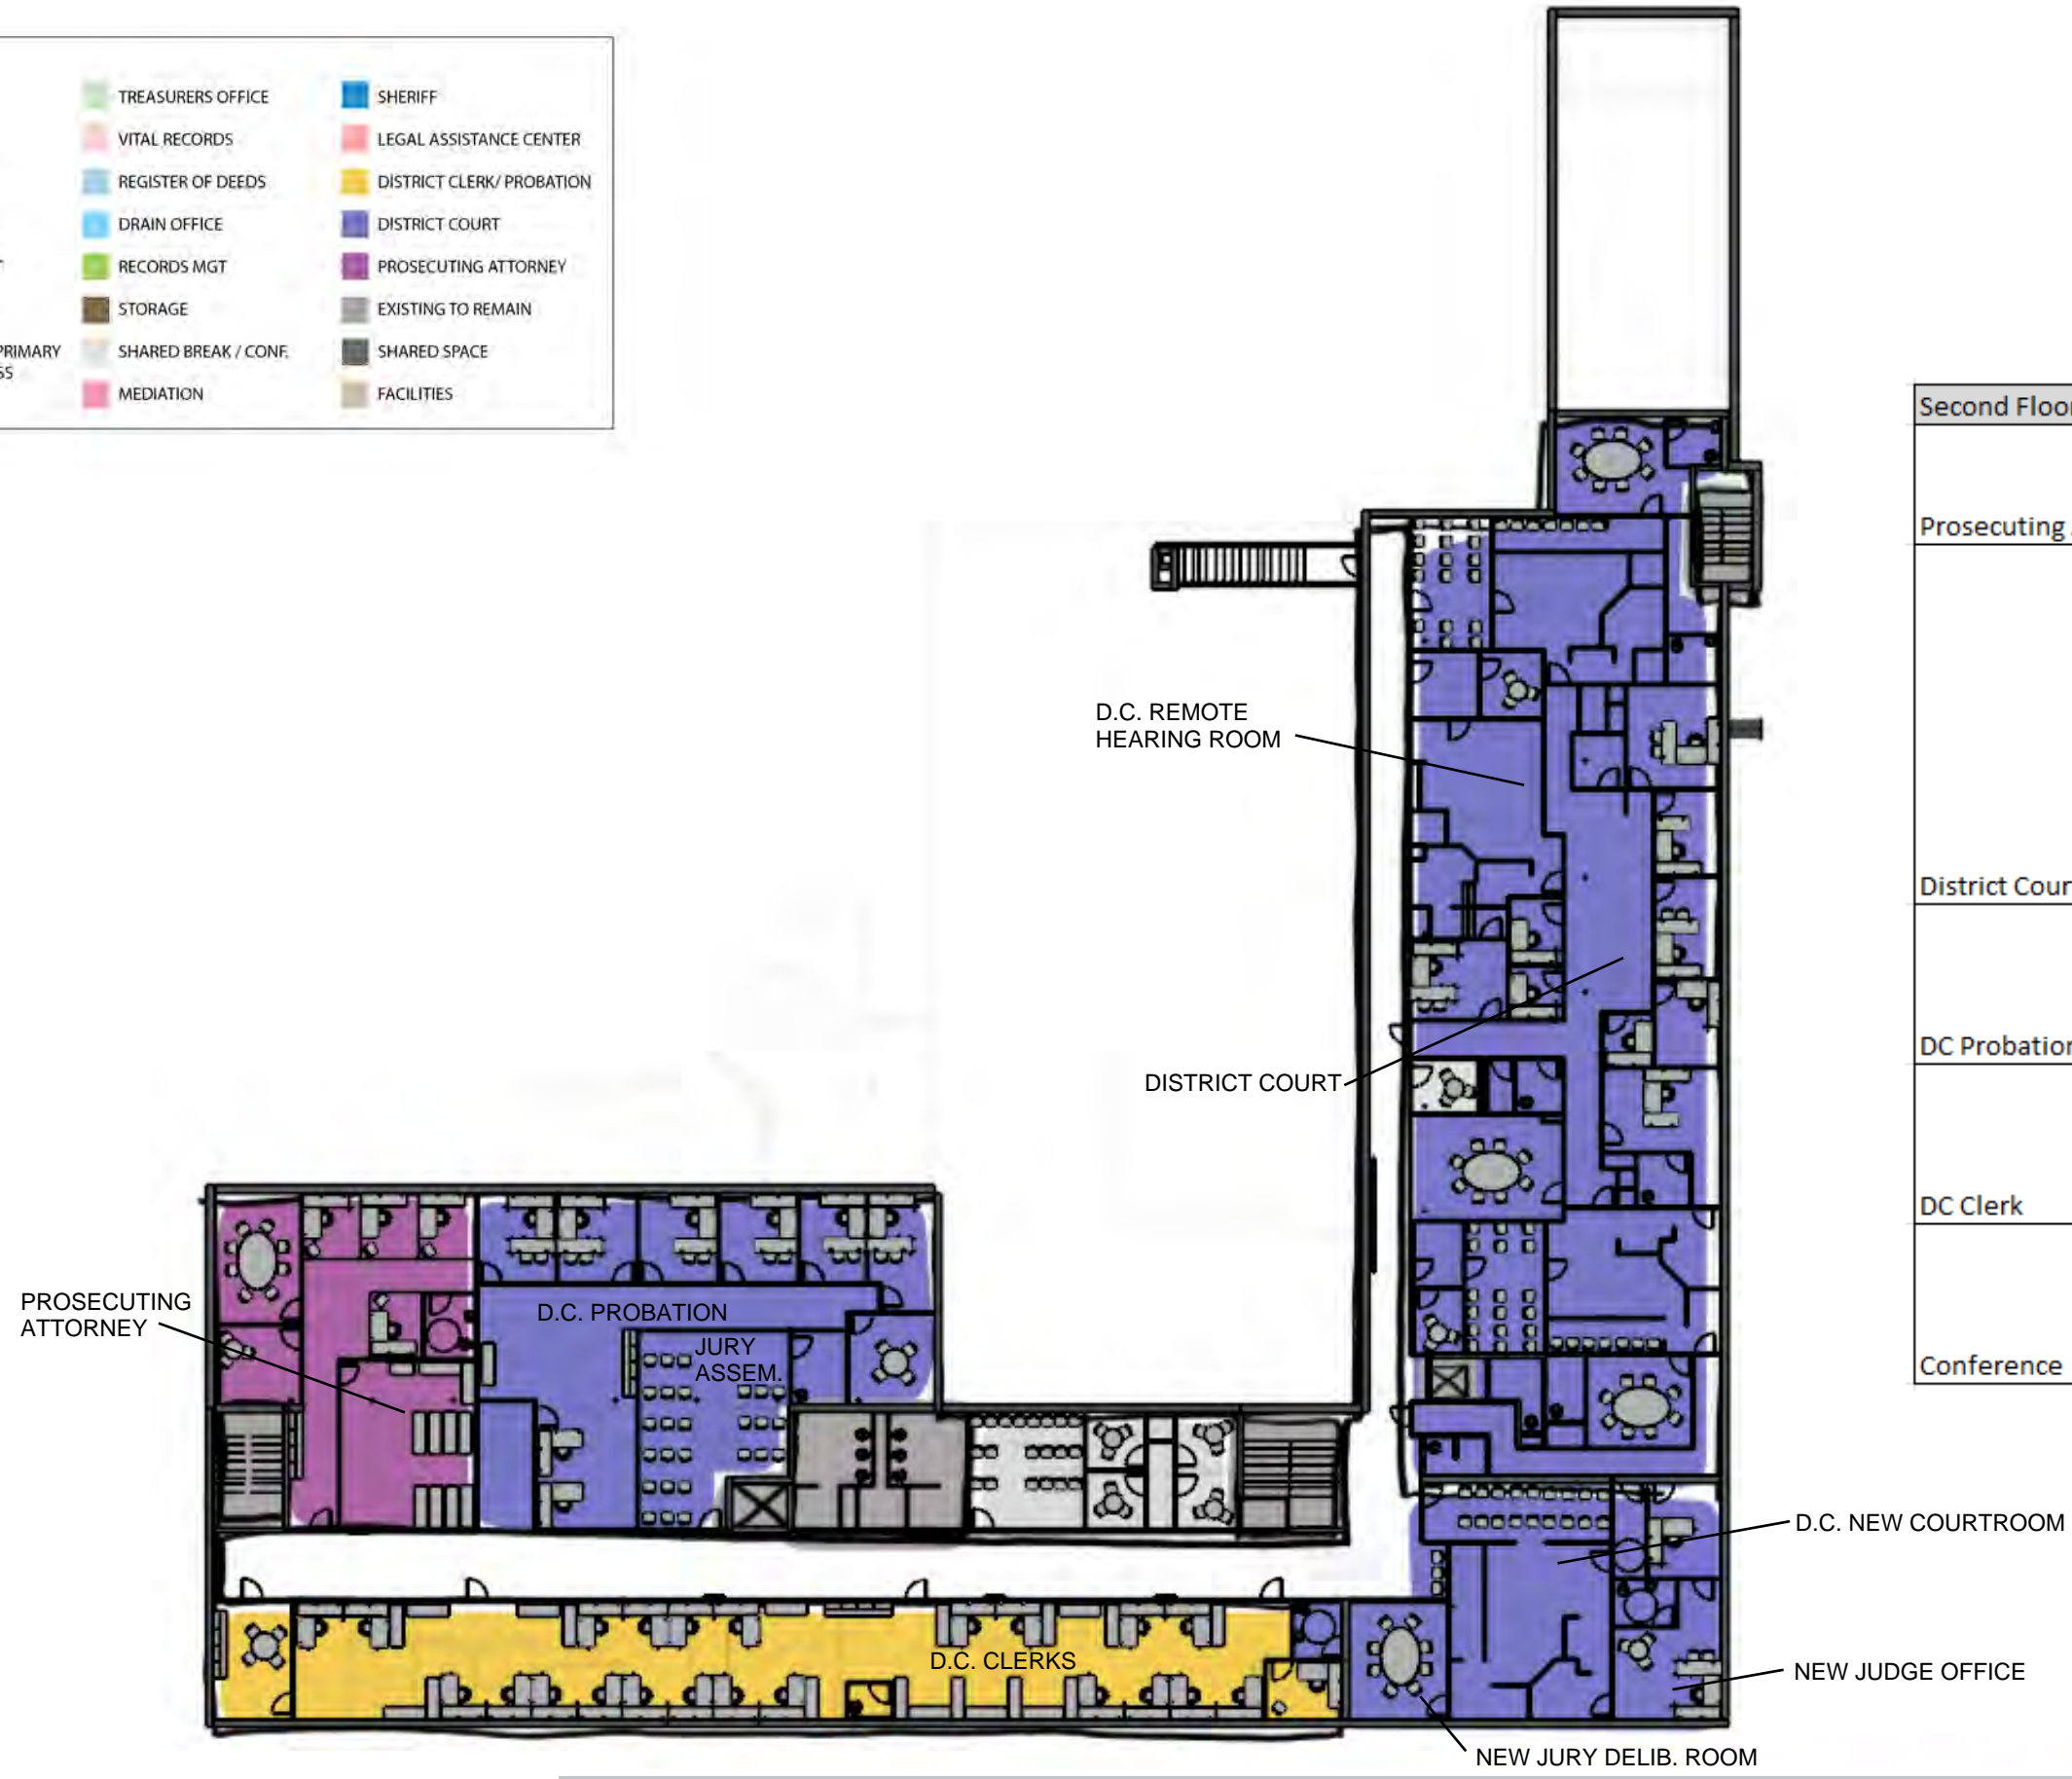 TREASURERS OFFICE
VITAL RECORDS
REGISTER OF DEEDS
DRAIN OFFICE
RECORDS MGT
STORAGE
PRIMARY
SS
SHARED BREAK / CONF.
MEDIATION
SHERIFF
LEGAL ASSISTANCE CENTER
DISTRICT CLERK/ PROBATION
DISTRICT COURT
PROSECUTING ATTORNEY
EXISTING TO REMAIN
SHARED SPACE
FACILITIES
Second Floor
Prosecuting
District Cour
DC Probation
DC Clerk
Conference
D.C. REMOTE
HEARING ROOM
DISTRICT COURT
PROSECUTING
ATTORNEY
D.C. PROBATION
JURY
ASSEM.
D.C. NEW COURTROOM
D.C. CLERKS
NEW JUDGE OFFICE
NEW JURY DELIB. ROOM